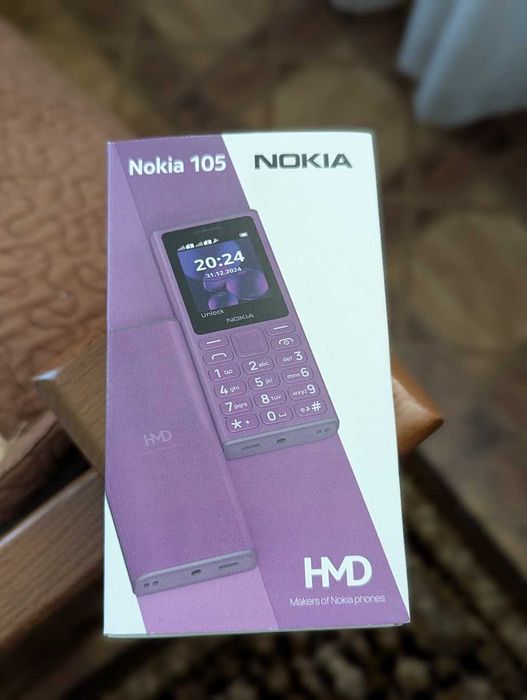 Nokia 105
NOKIA
20:24
31.12.2024
Unlock
NOKIA
1
2 abc
def 3
4 ghi
5 jkl
mno 6
7 pqrs
8 tuv
wxyz 9
* +
0
#
HMD
HMD
Makers of Nokia phones